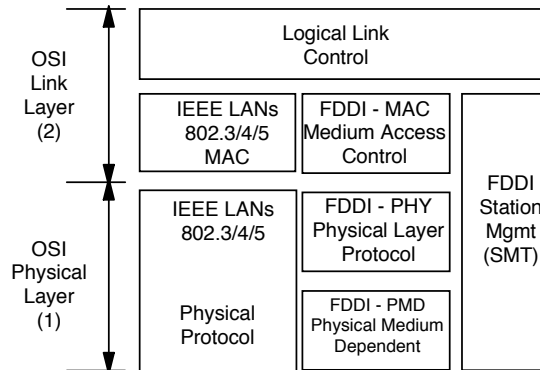 OSI
Link
Layer
(2)
Logical Link
Control
IEEE LANs
802.3/4/5
MAC
FDDI - MAC
Medium Access
Control
FDDI
Station
Mgmt
(SMT)
OSI
Physical
Layer
(1)
IEEE LANs
802.3/4/5
Physical
Protocol
FDDI - PHY
Physical Layer
Protocol
FDDI - PMD
Physical Medium
Dependent